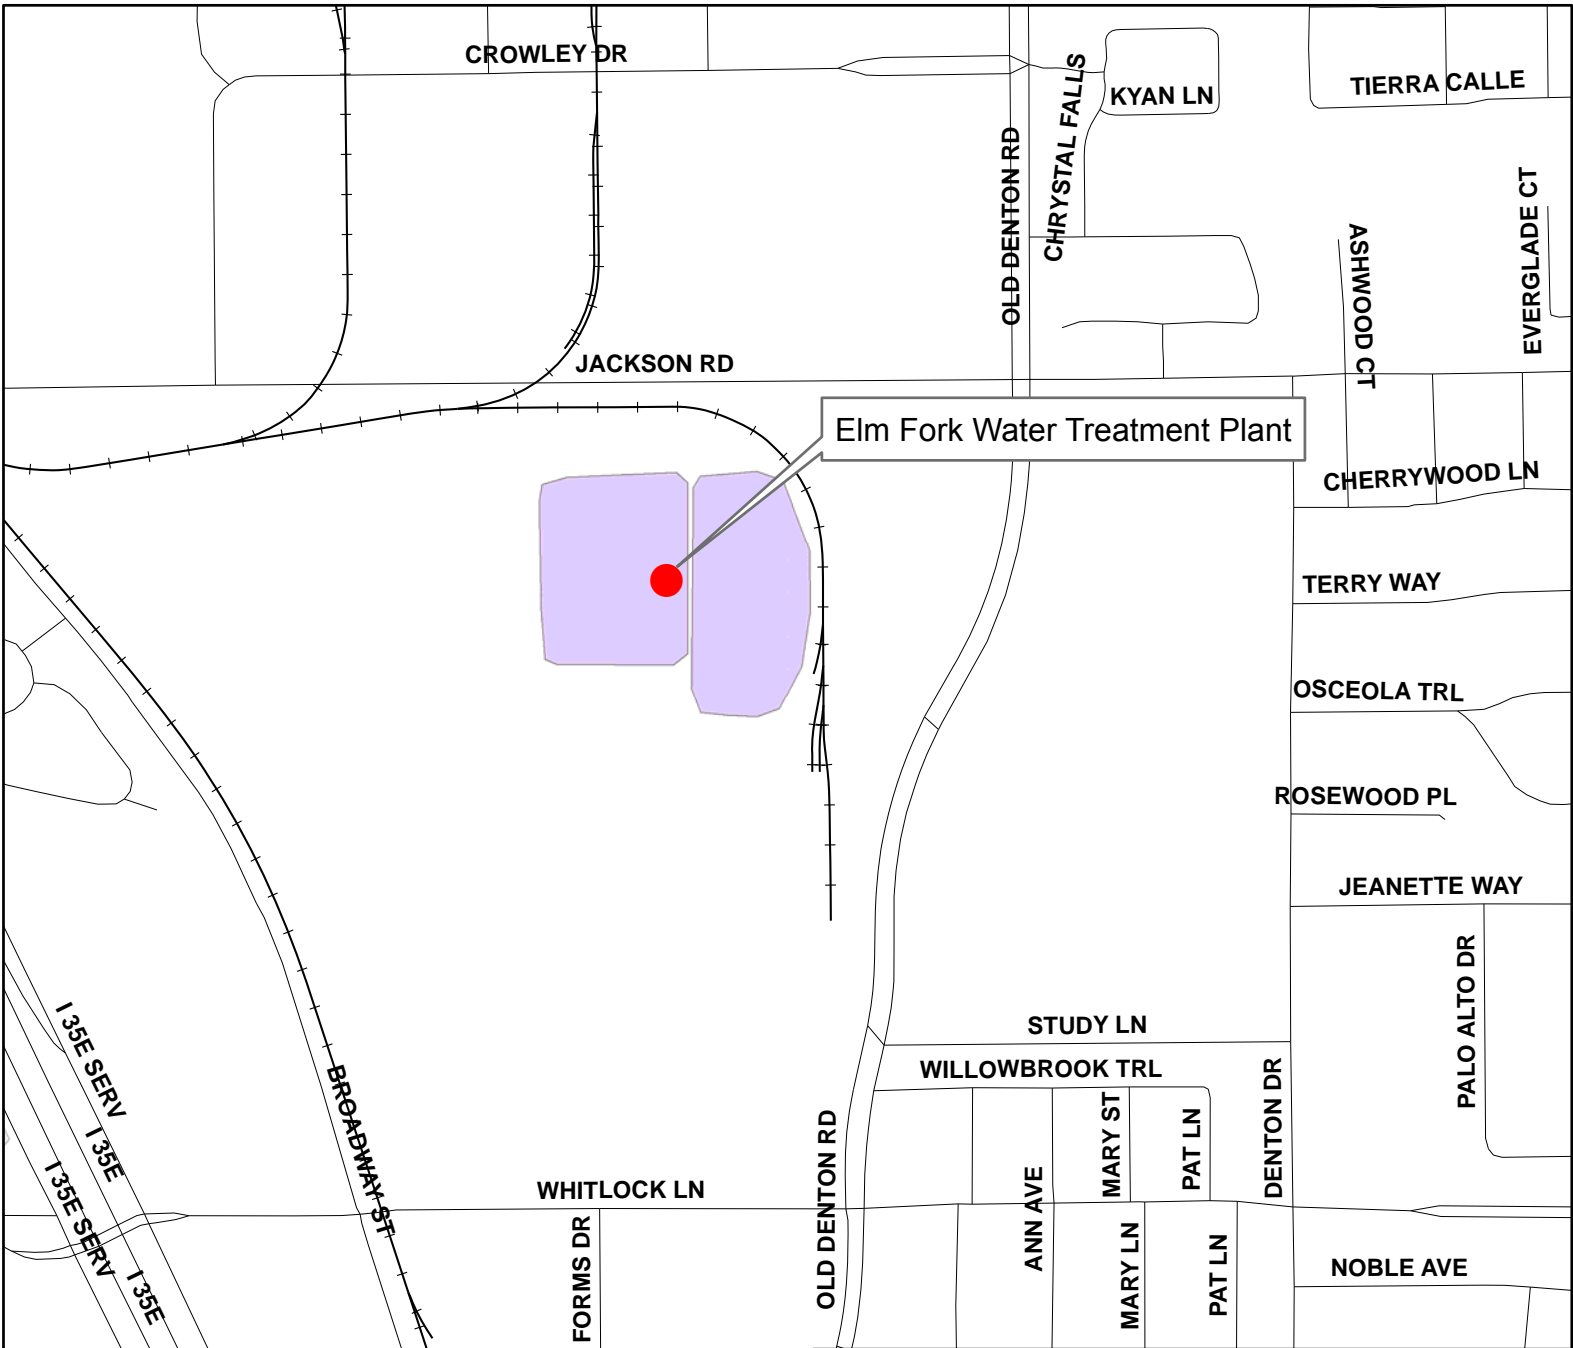 CROWLEY DR
CHRYSTAL FALLS
KYAN LN
TIERRA CALLE
OLD DENTON RD
EVERGLADE CT
ASHWOOD CT
JACKSON RD
Elm Fork Water Treatment Plant
CHERRYWOOD LN
TERRY WAY
OSCEOLA TRL
ROSEWOOD PL
JEANETTE WAY
PALO ALTO DR
I 35E SERV
STUDY LN
WILLOWBROOK TRL
BROADWAY ST
DENTON DR
MARY ST
PAT LN
I 35E
OLD DENTON RD
I 35E SERV
WHITLOCK LN
ANN AVE
FORMS DR
MARY LN
PAT LN
NOBLE AVE
I 35E